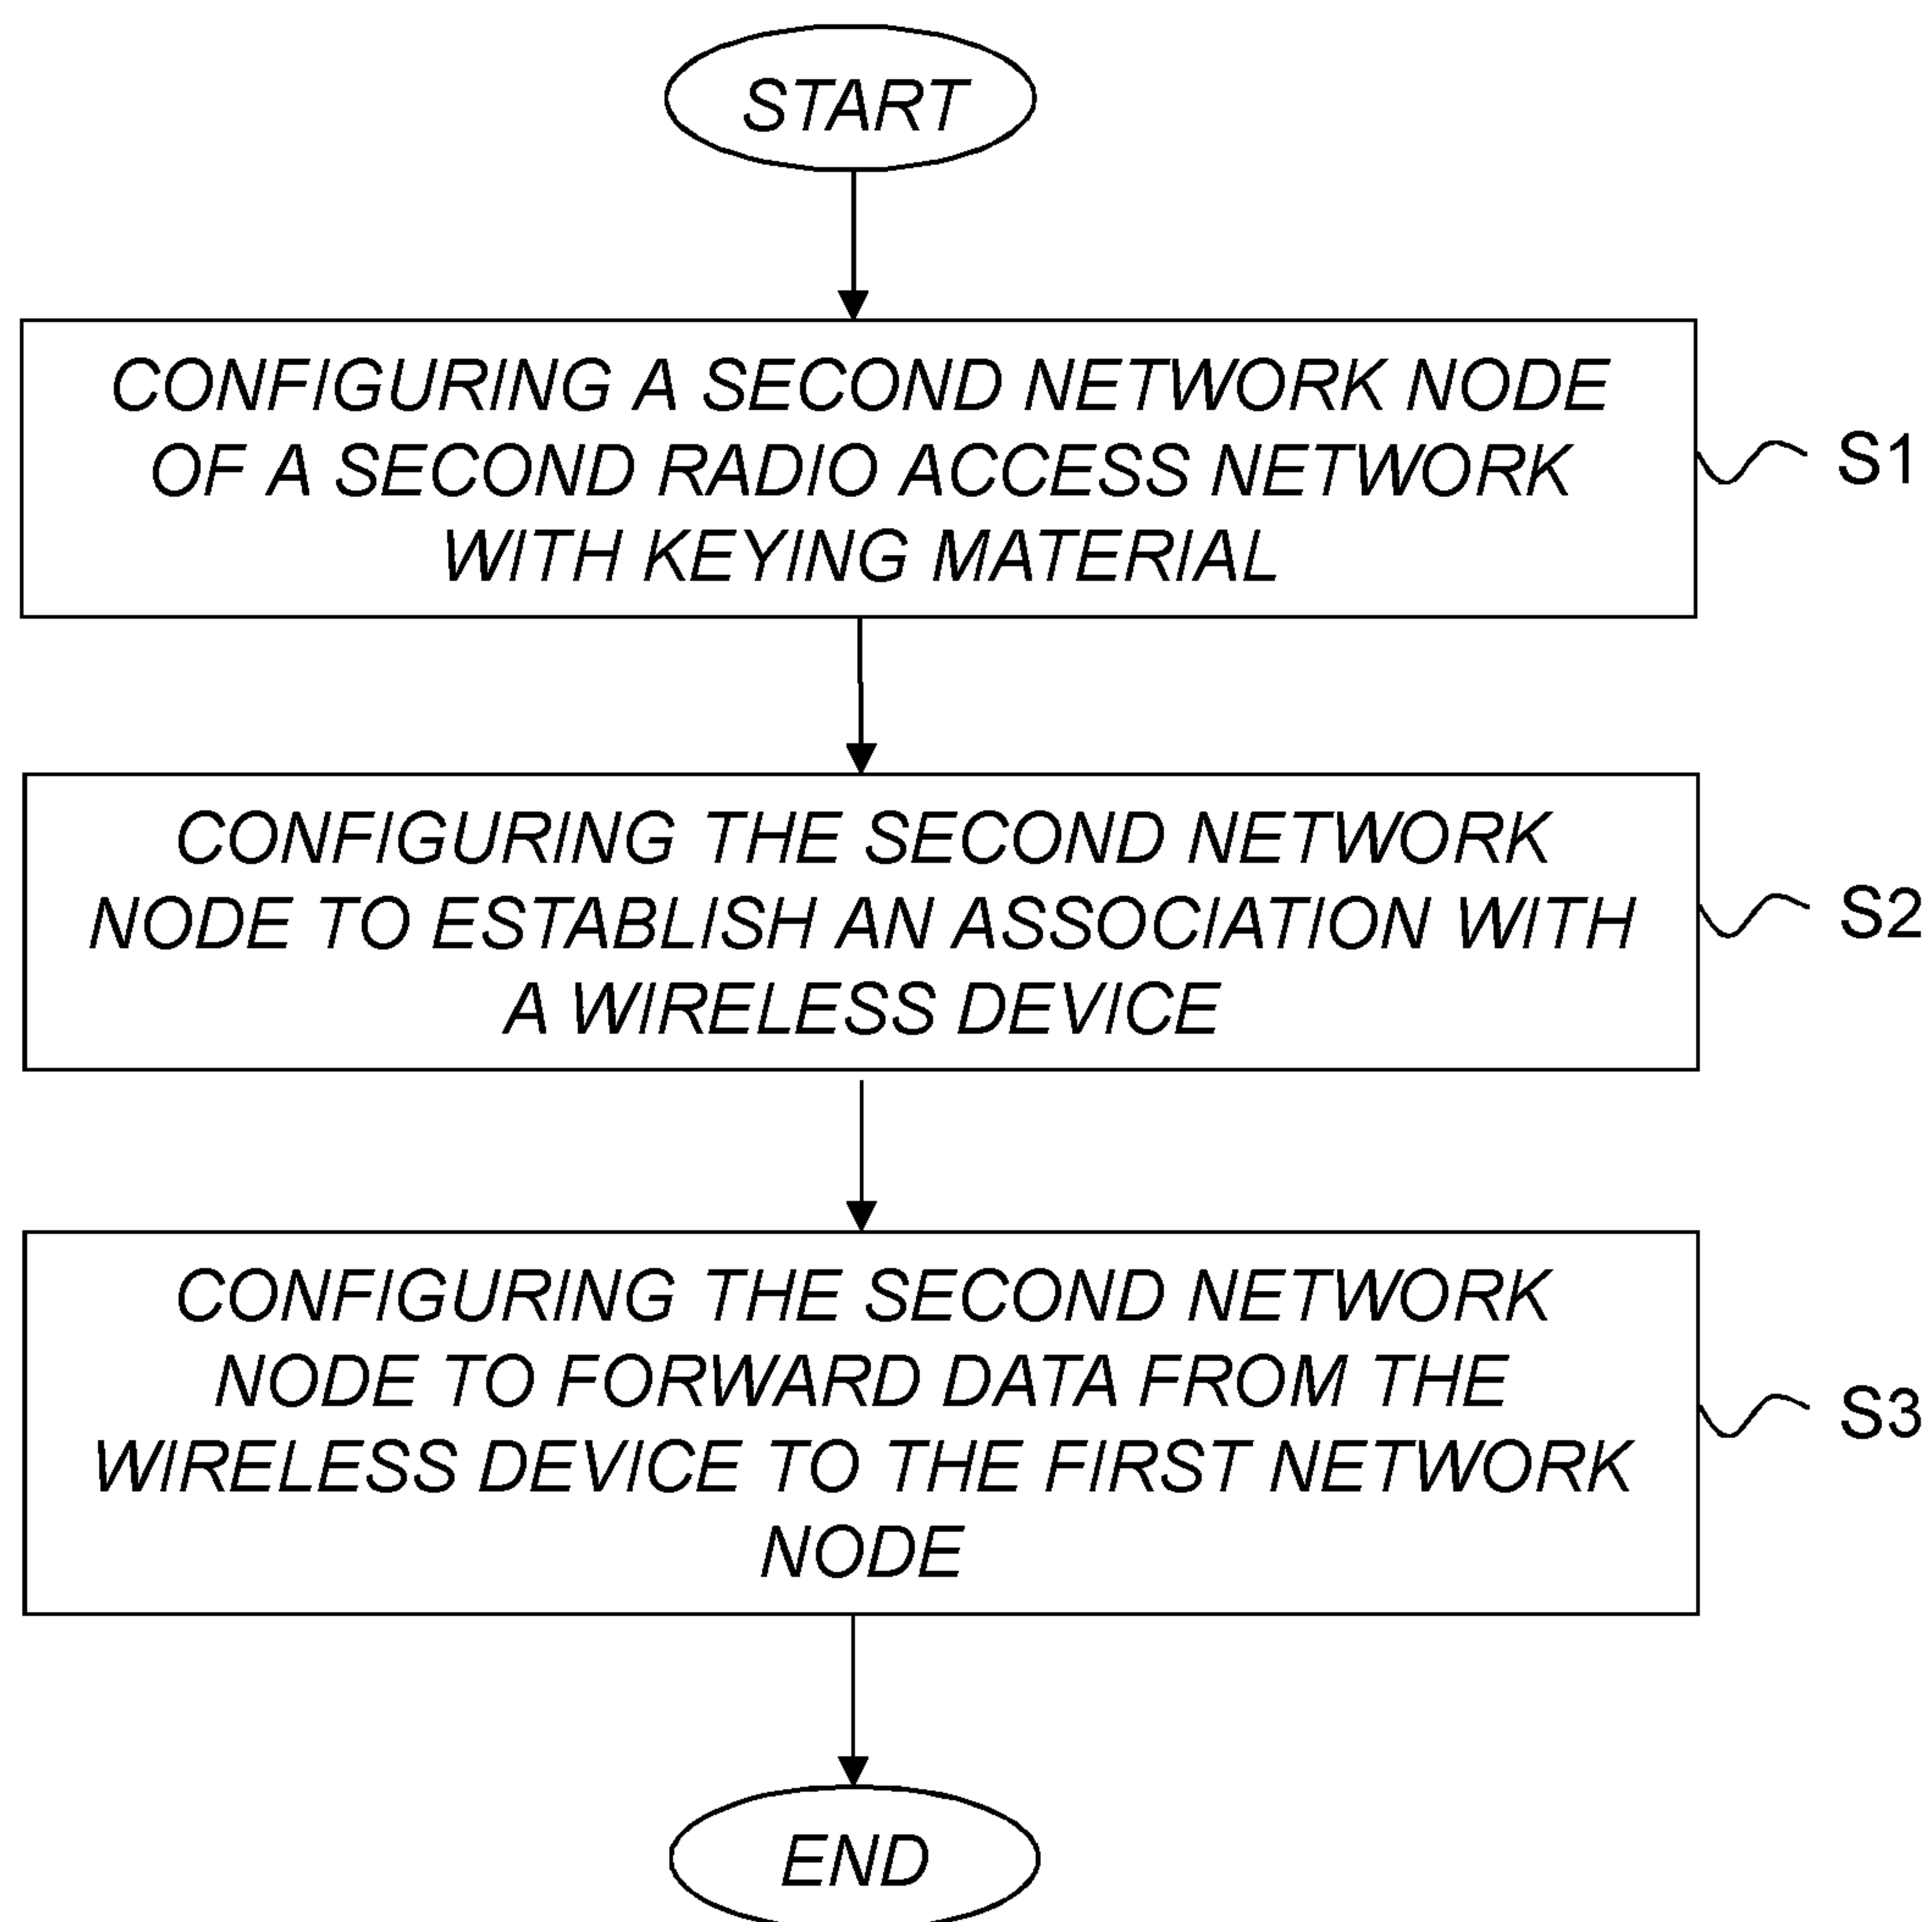 START
CONFIGURING A SECOND NETWORK NODE
OF A SECOND RADIO ACCESS NETWORK
WITH KEYING MATERIAL
S1
CONFIGURING THE SECOND NETWORK
NODE TO ESTABLISH AN ASSOCIATION WITH
A WIRELESS DEVICE
S2
CONFIGURING THE SECOND NETWORK
NODE TO FORWARD DATA FROM THE
WIRELESS DEVICE TO THE FIRST NETWORK
NODE
S3
END